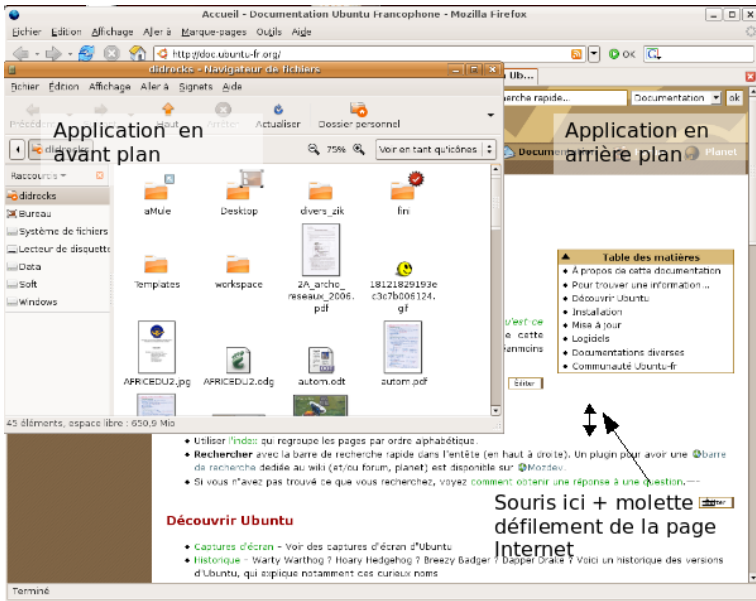 Accueil - Documentation Ubuntu Francophone - Mozilla Firefox
Fichier Edition Affichage Aller à Marque-pages Outils Aide
http://doc.ubuntu-fr.org/
OK
didrocks - Navigateur de fichiers
Ub...
Fichier Édition Affichage Aller à Signets Aide
rapide...
Documentation
ok
Haut
Actualiser
Dossier personnel
Application en
avant plan
Application en
arrière plan
didrocks
75%
Voir en tant qu'icônes
Planet
Raccourcis
didrocks
Bureau
Système de fichiers
Lecteur de disquette
Data
Soft
Windows
aMule
Desktop
divers_zik
fini
Templates
workspace
2A_archo_
reseaux_2006.
pdf
18121829193e
c3c7b006124.
gif
AFRICEDU2.jpg
AFRICEDU2.odg
autom.odt
autom.pdf
45 éléments, espace libre : 650,9 Mio
Table des matières
À propos de cette documentation
Pour trouver une information...
Découvrir Ubuntu
Installation
Mise à jour
Logiciels
Documentations diverses
Communauté Ubuntu-fr
qu'est-ce
cette
Éditer
Utiliser l'index qui regroupe les pages par ordre alphabétique.
Rechercher avec la barre de recherche rapide dans l'entête (en haut à droite). Un plugin pour avoir une barre
de recherche dediée au wiki (et/ou forum, planet) est disponible sur Mozdev.
Si vous n'avez pas trouvé ce que vous recherchez, voyez comment obtenir une réponse à une question.
Souris ici + molette
défilement de la page
Internet
Découvrir Ubuntu
Captures d'écran - Voir des captures d'écran d'Ubuntu
Historique - Warty Warthog ? Hoary Hedgehog ? Breezy Badger ? Dapper Drake ? Voici un historique des versions
d'Ubuntu, qui explique notamment ces curieux noms
Terminé